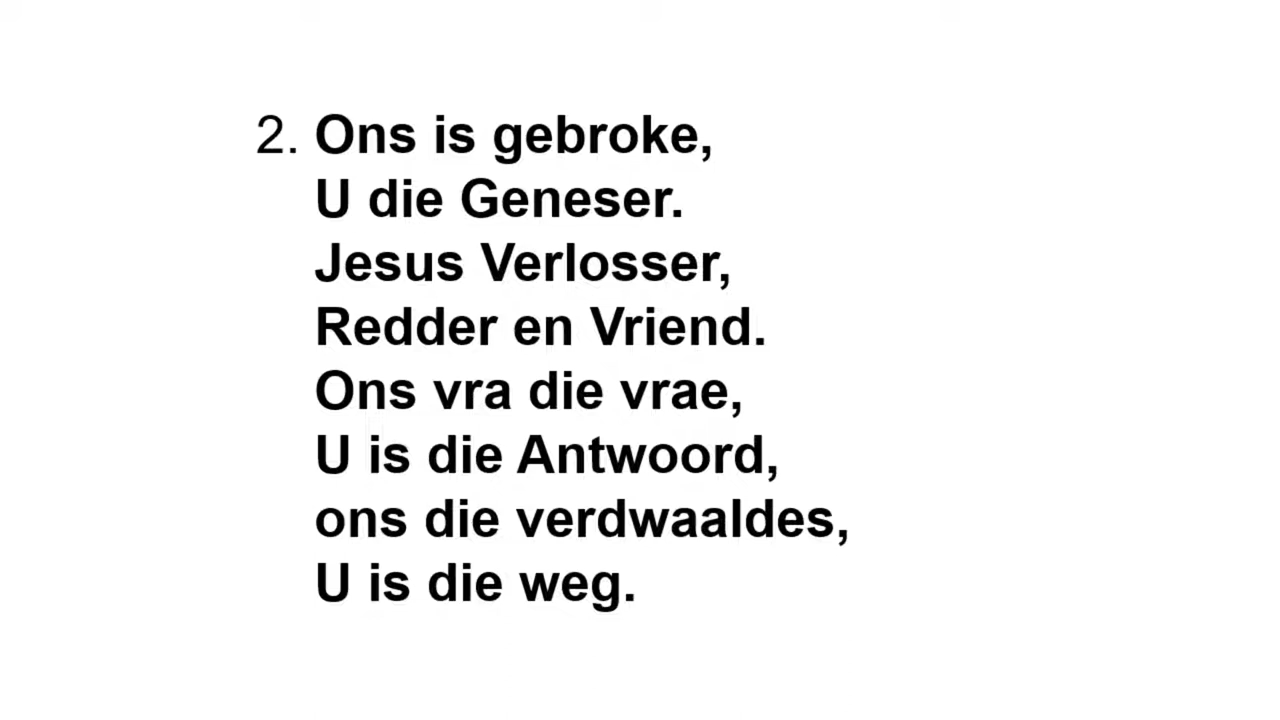 2. Ons is gebroke,
U die Geneser.
Jesus Verlosser,
Redder en Vriend.
Ons vra die vrae,
U is die Antwoord,
ons die verdwaaldes,
U is die weg.